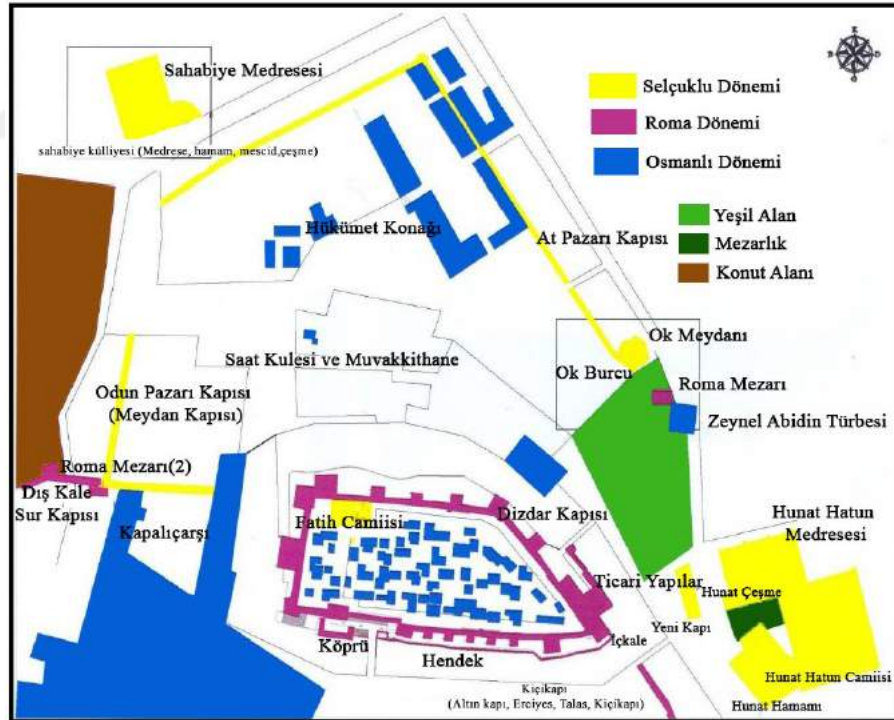 Sahabiye Medresesi
sahabiye külliyesi (Medrese, hamam, mescid,çeşme)
Selçuklu Dönemi
Roma Dönemi
Osmanlı Dönemi
Yeşil Alan
Mezarlık
Konut Alanı
Hükümet Konağı
At Pazarı Kapısı
Saat Kulesi ve Muvakkithane
Ok Meydanı
Ok Burcu
Roma Mezarı
Zeynel Abidin Türbesi
Odun Pazarı Kapısı
(Meydan Kapısı)
Roma Mezarı(2)
Dış Kale
Sur Kapısı
Kapalıçarşı
Fatih Camiisi
Dizdar Kapısı
Hunat Hatun
Medresesi
Ticari Yapılar
Hunat Çeşme
Yeni Kapı
İçkale
Köprü
Hendek
Kiçikapı
(Altın kapı, Erciyes, Talas, Kiçikapı)
Hunat Hatun Camiisi
Hunat Hamamı